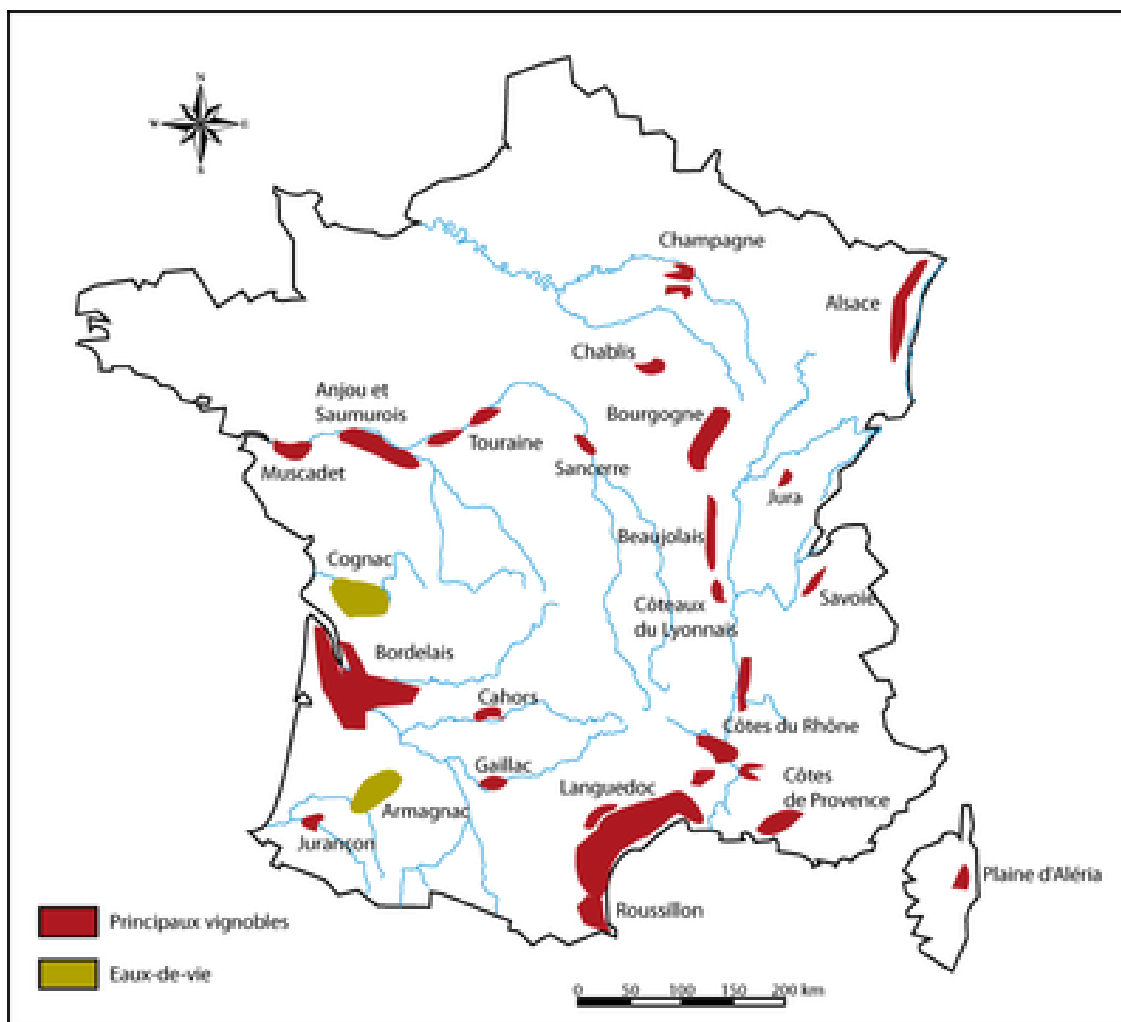 N
W
E
S
Champagne
Alsace
Chablis
Anjou et
Saumurois
Bourgogne
Touraine
Sancerre
Muscadet
Jura
Beaujolais
Cognac
Savoie
Côteaux
du Lyonnais
Bordelais
Cahors
Côtes du Rhône
Gaillac
Languedoc
Côtes
de Provence
Armagnac
Jurançon
Plaine d'Aléria
Roussillon
Principaux vignobles
Eaux-de-vie
0 50 100 150 200 km